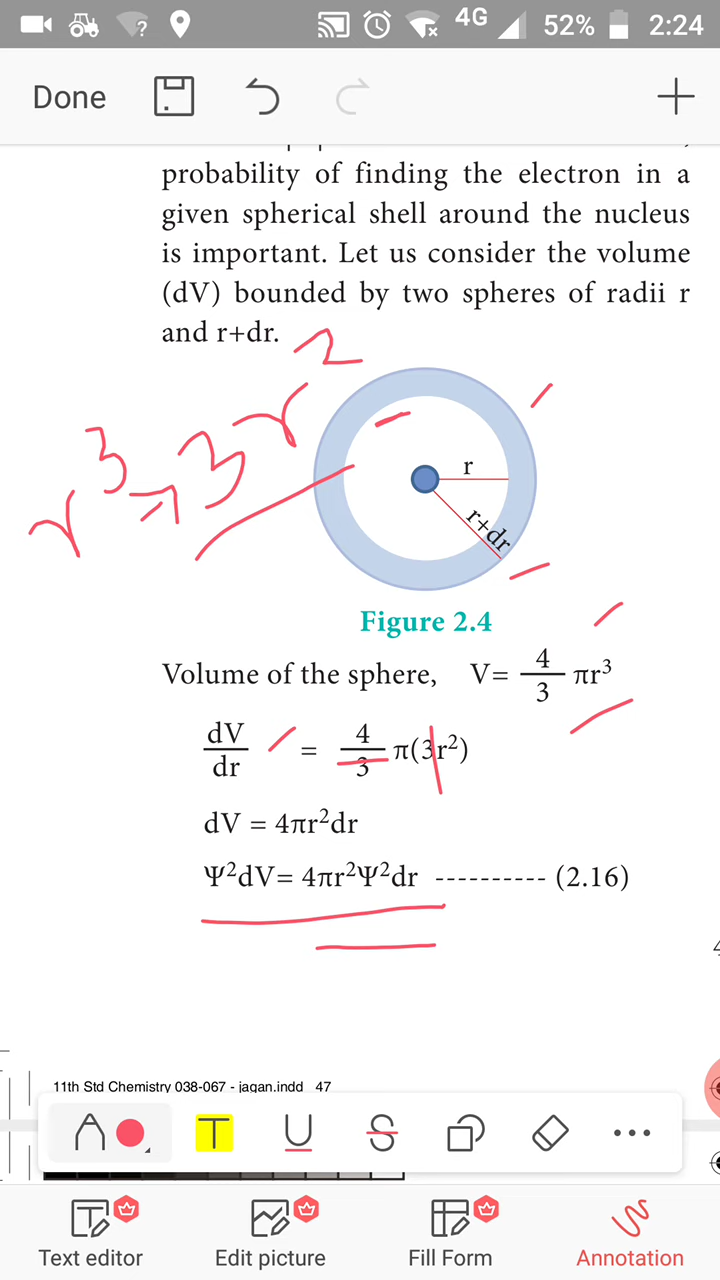 4G 52% 2:24
Done
probability of finding the electron in a
given spherical shell around the nucleus
is important. Let us consider the volume
(dV) bounded by two spheres of radii r
and r+dr.
r³ → 3r²
r
r+dr
Figure 2.4
Volume of the sphere, V= 4/3 πr³
dV/dr = 4/3 π(3r²)
dV = 4πr²dr
Ψ²dV= 4πr²Ψ²dr ---------- (2.16)
11th Std Chemistry 038-067 - jagan.indd 47
Text editor Edit picture Fill Form Annotation